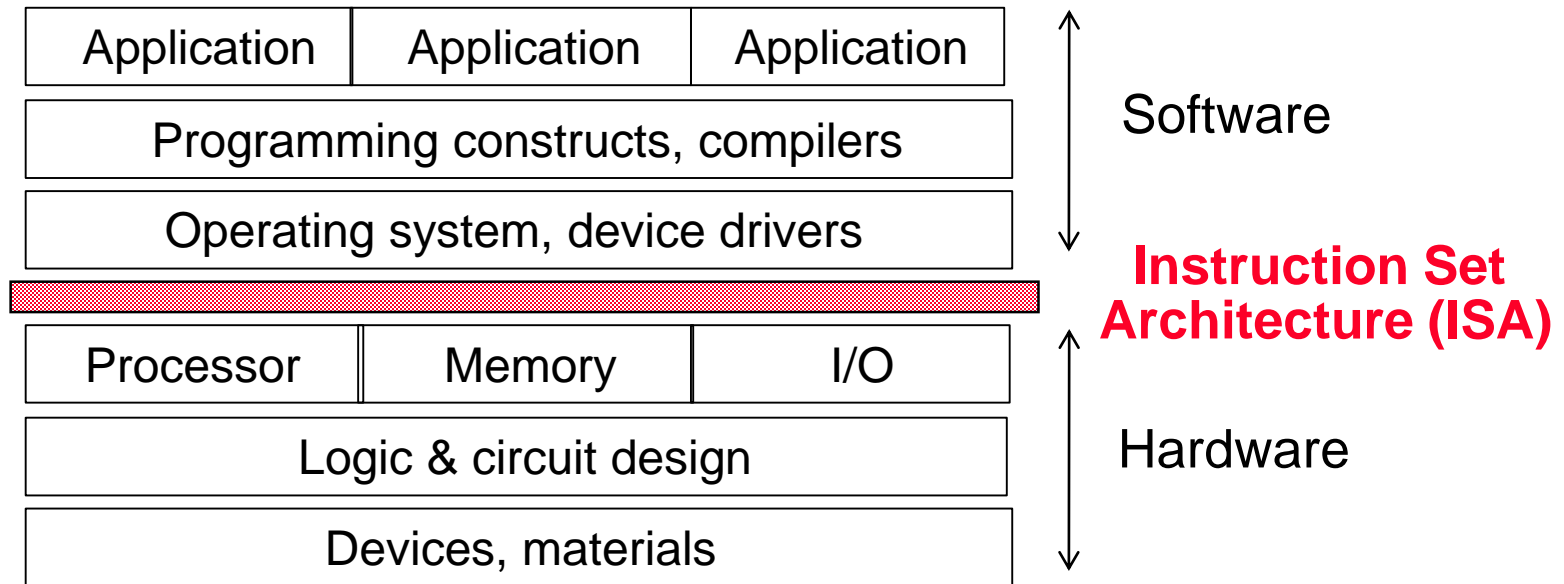 Application Application Application
Programming constructs, compilers
Software
Operating system, device drivers
Instruction Set
Architecture (ISA)
Processor Memory I/O
Logic & circuit design
Hardware
Devices, materials